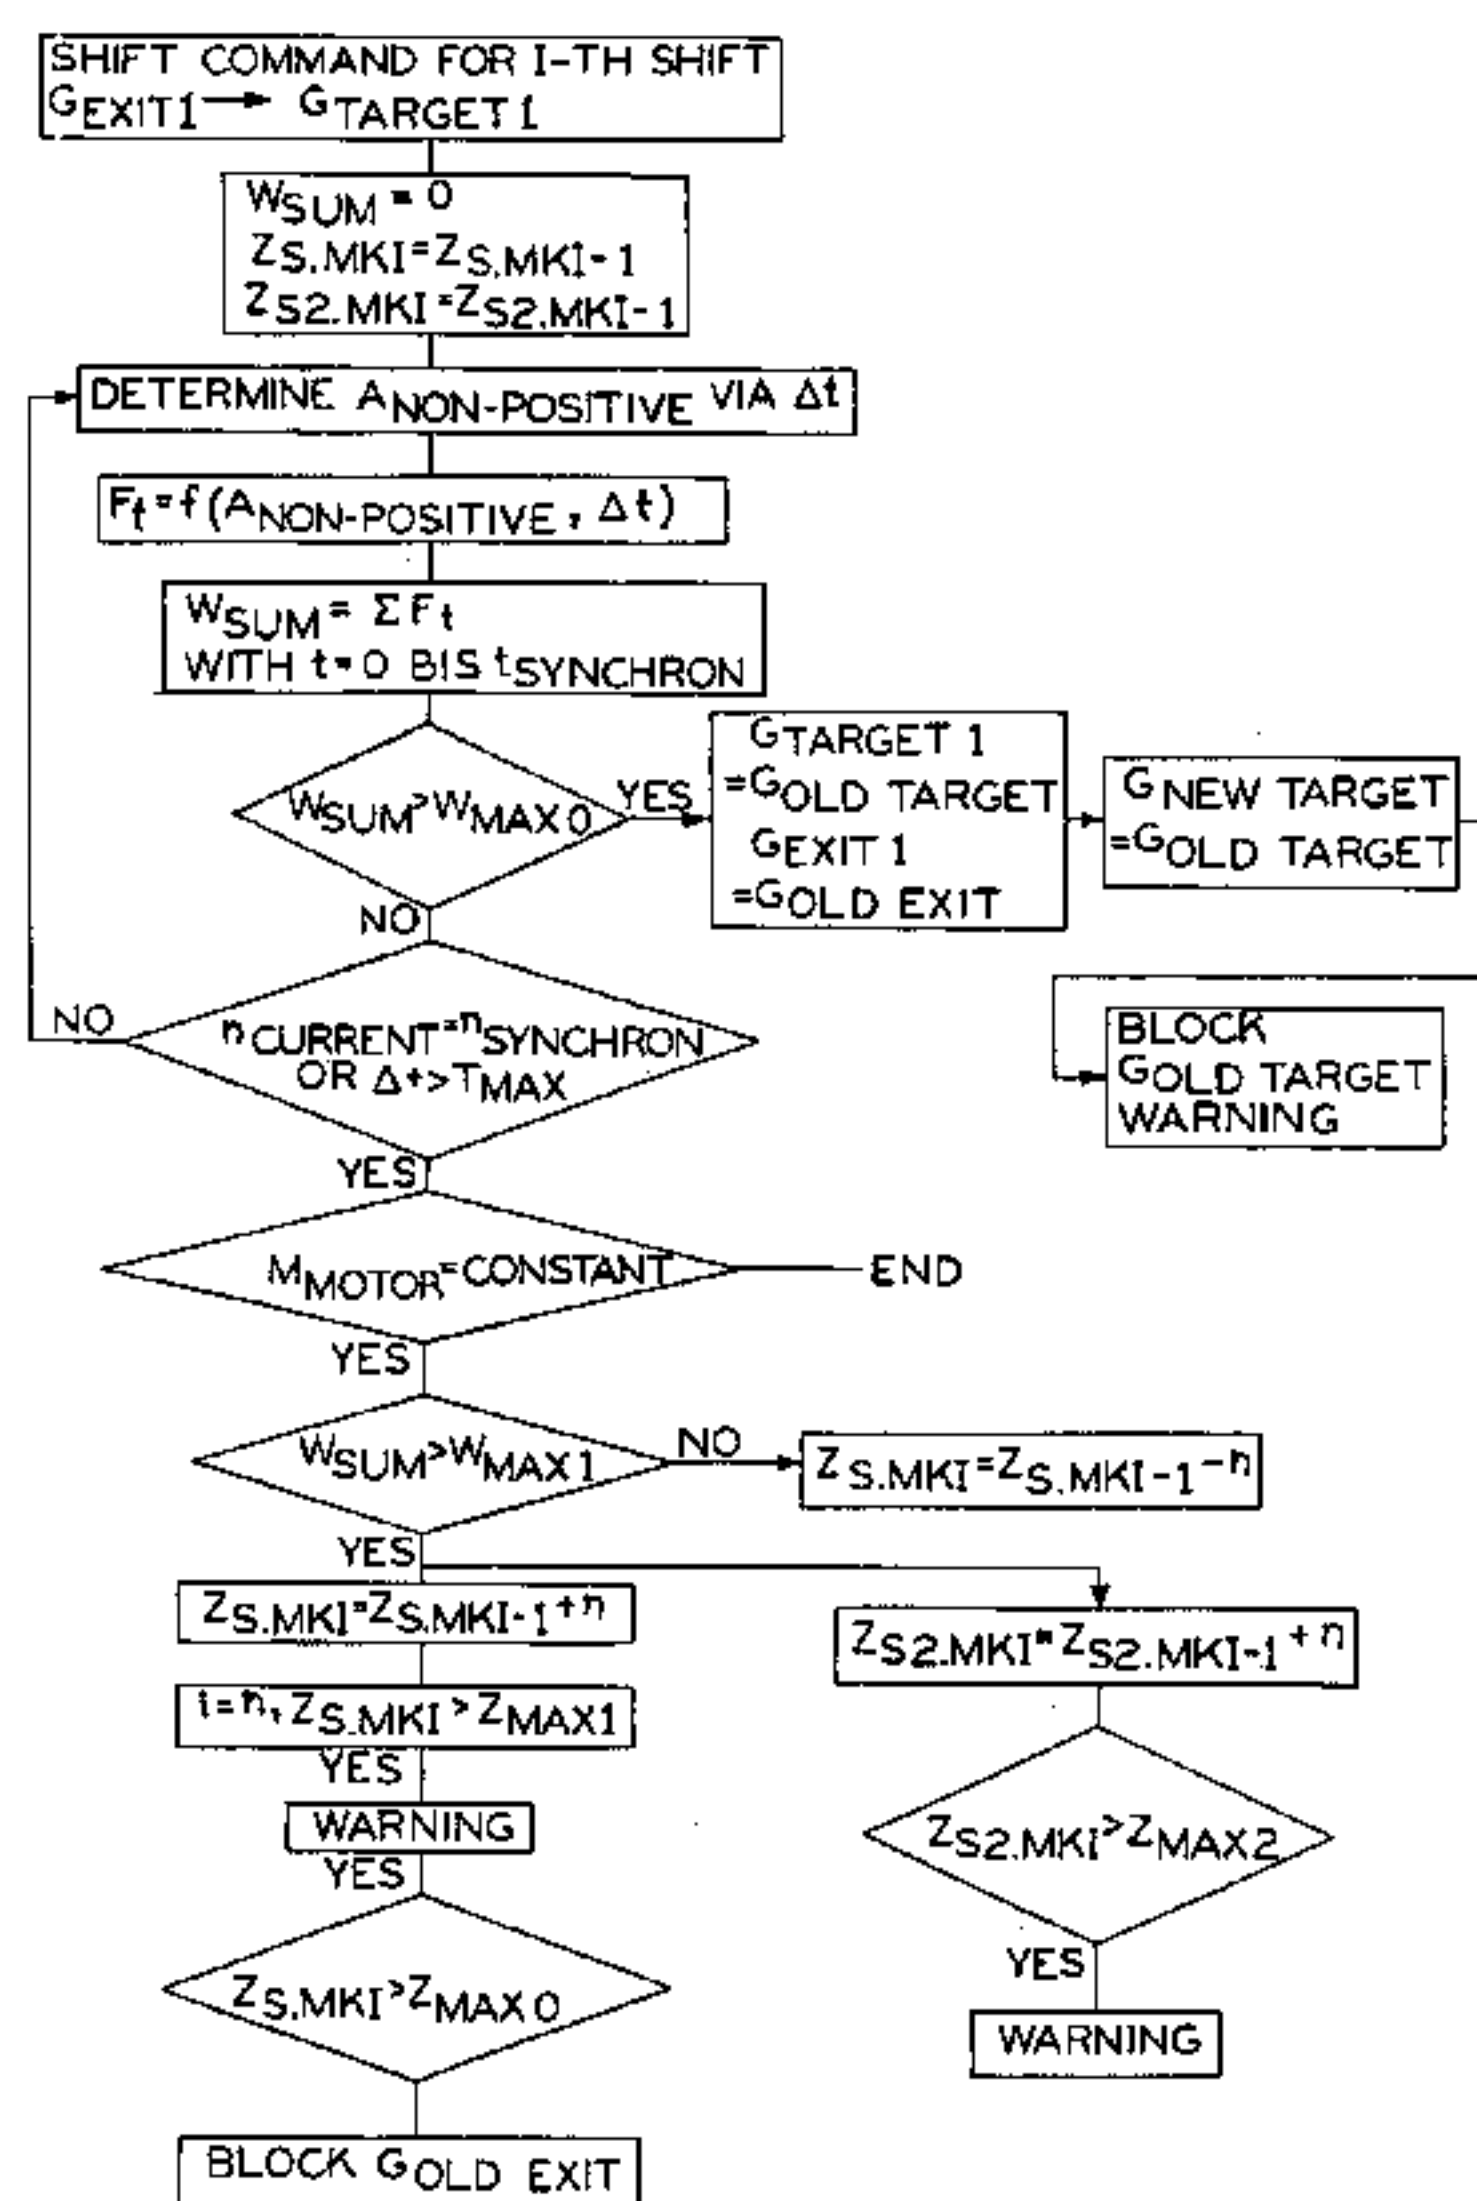 SHIFT COMMAND FOR I-TH SHIFT
GEXIT1 → GTARGET 1
WSUM = 0
ZS.MKI=ZS.MKI-1
ZS2.MKI=ZS2.MKI-1
DETERMINE ANON-POSITIVE VIA Δt
Ft=f(ANON-POSITIVE, Δt)
WSUM= ΣFt
WITH t=0 BIS tSYNCHRON
WSUM>WMAX0
YES
GTARGET 1
=GOLD TARGET
GEXIT 1
=GOLD EXIT
GNEW TARGET
=GOLD TARGET
BLOCK
GOLD TARGET
WARNING
NO
nCURRENT=nSYNCHRON
OR Δt>TMAX
NO
YES
MMOTOR=CONSTANT
END
YES
WSUM>WMAX1
NO
ZS.MKI=ZS.MKI-1-n
YES
ZS.MKI=ZS.MKI-1+n
ZS2.MKI=ZS2.MKI-1+n
i=n, ZS.MKI>ZMAX1
YES
WARNING
YES
ZS2.MKI>ZMAX2
YES
WARNING
ZS.MKI>ZMAX0
BLOCK GOLD EXIT